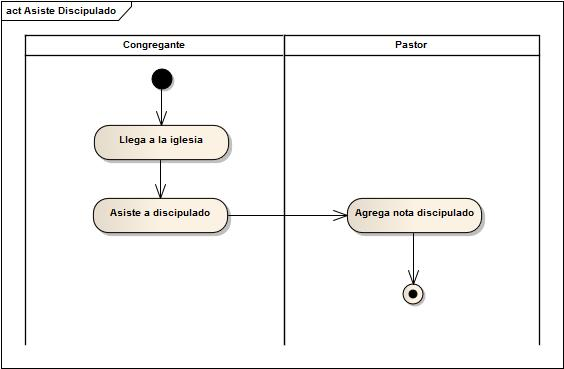 act Asiste Discipulado
Congregante
Pastor
Llega a la iglesia
Asiste a discipulado
Agrega nota discipulado